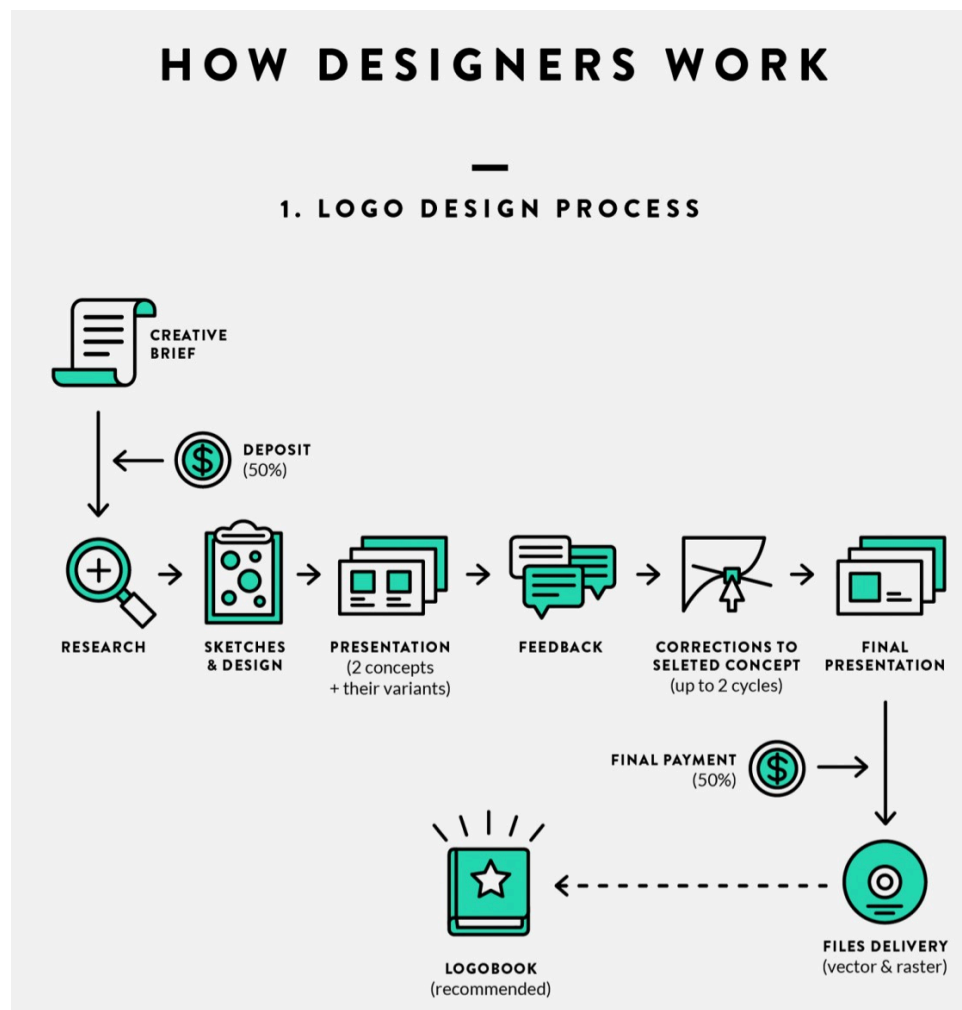 HOW DESIGNERS WORK
1. LOGO DESIGN PROCESS
CREATIVE
BRIEF
DEPOSIT
(50%)
RESEARCH
SKETCHES
& DESIGN
PRESENTATION
(2 concepts
+ their variants)
FEEDBACK
CORRECTIONS TO
SELETED CONCEPT
(up to 2 cycles)
FINAL
PRESENTATION
FINAL PAYMENT
(50%)
FILES DELIVERY
(vector & raster)
LOGOBOOK
(recommended)